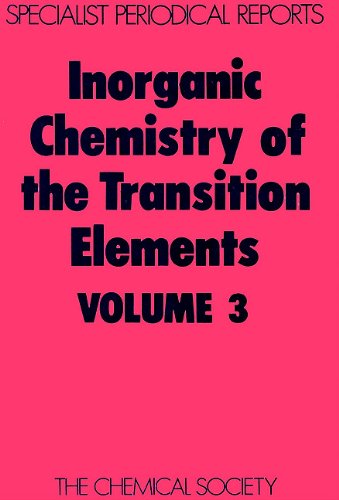 SPECIALIST PERIODICAL REPORTS
Inorganic
Chemistry of
the Transition
Elements
VOLUME 3
THE CHEMICAL SOCIETY